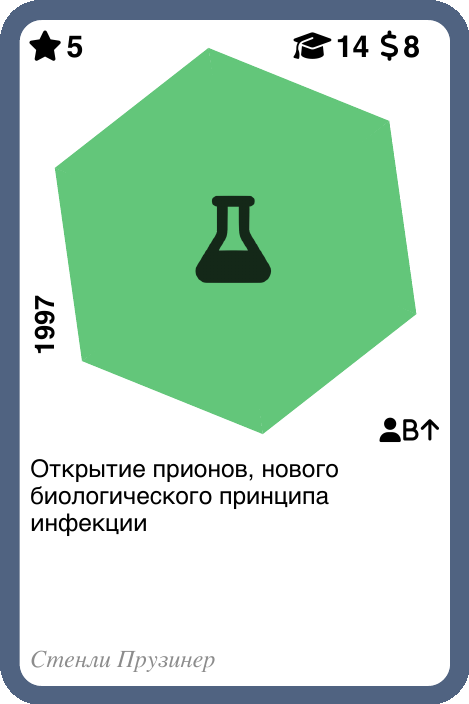 5
14 $8
1997
B↑
Открытие прионов, нового
биологического принципа
инфекции
Стенли Прузинер